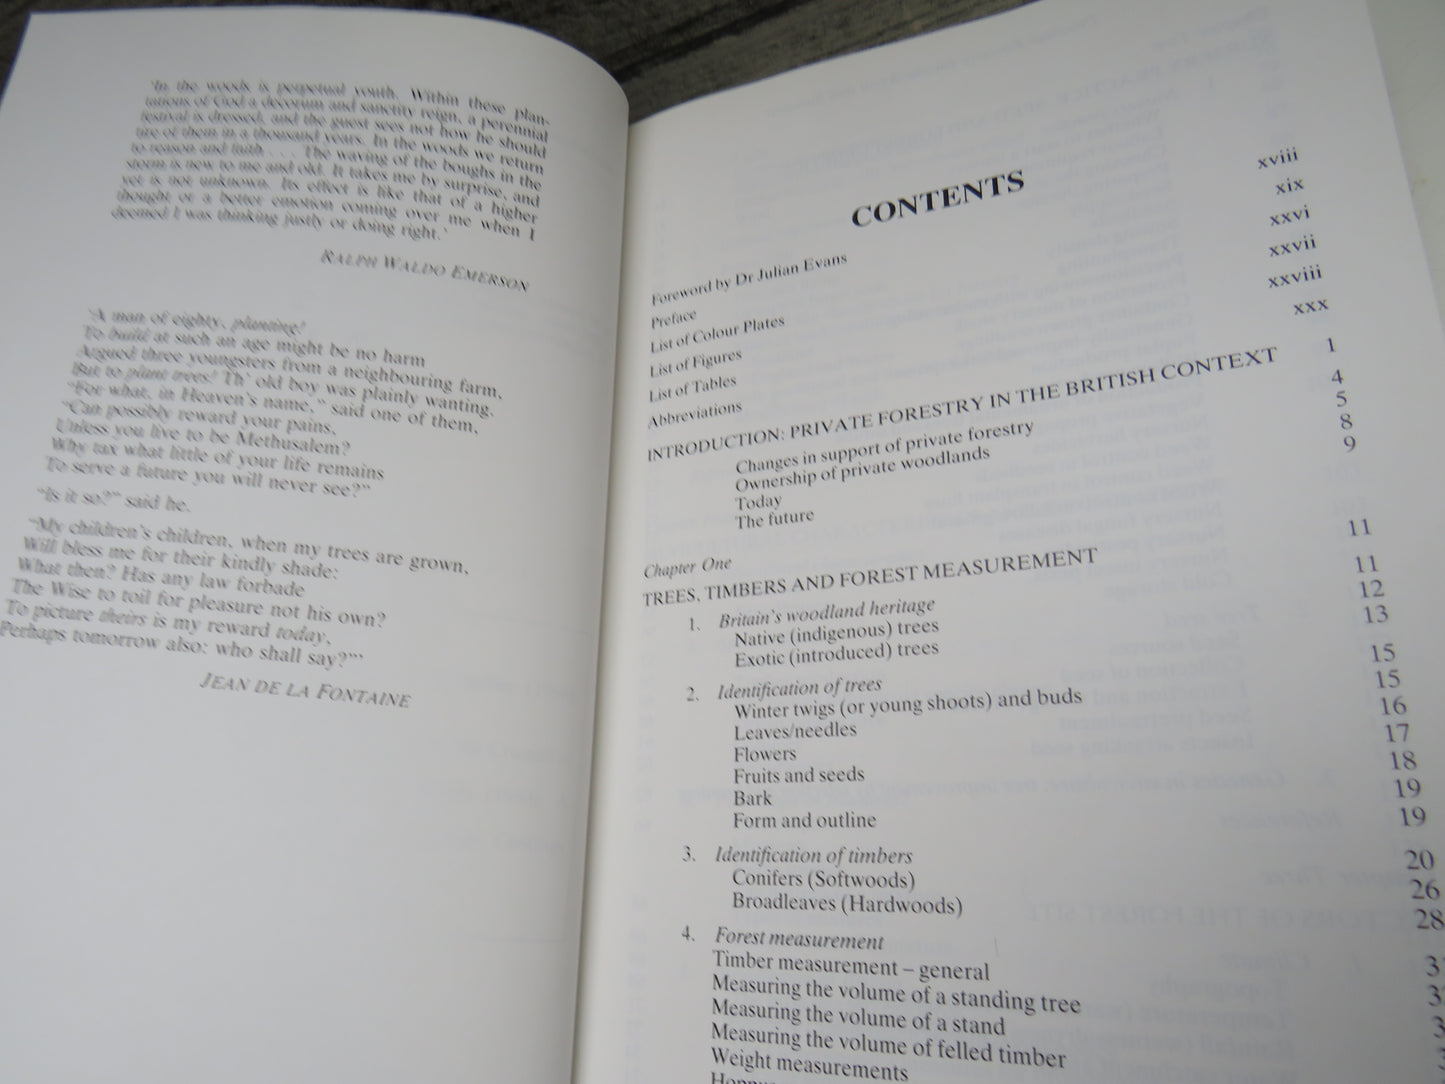 'In the woods is perpetual youth. Within these plan-
tations of God a decorum and sanctity reign, a perennial
festival is dressed, and the guest sees not how he should
tire of them in a thousand years. In the woods we return
to reason and faith . . . The waving of the boughs in the
storm is new to me and old. It takes me by surprise, and
yet is not unknown. Its effect is like that of a higher
thought or a better emotion coming over me when I
deemed I was thinking justly or doing right.'
RALPH WALDO EMERSON
'A man of eighty, planting!
To build at such an age might be no harm
Argued three youngsters from a neighbouring farm,
But to plant trees! Th' old boy was plainly wanting.
"For what, in Heaven's name," said one of them,
"Can possibly reward your pains,
Unless you live to be Methusalem?
Why tax what little of your life remains
To serve a future you will never see?"
"Is it so?" said he.
"My children's children, when my trees are grown,
Will bless me for their kindly shade:
What then? Has any law forbade
The Wise to toil for pleasure not his own?
To picture theirs is my reward today,
Perhaps tomorrow also: who shall say?"'
JEAN DE LA FONTAINE
CONTENTS
Foreword by Dr Julian Evans xviii
Preface xix
List of Colour Plates xxvi
List of Figures xxvii
List of Tables xxviii
Abbreviations xxx
INTRODUCTION: PRIVATE FORESTRY IN THE BRITISH CONTEXT 1
Changes in support of private forestry 4
Ownership of private woodlands 5
Today 8
The future 9
Chapter One
TREES, TIMBERS AND FOREST MEASUREMENT 11
1. Britain's woodland heritage 11
Native (indigenous) trees 12
Exotic (introduced) trees 13
2. Identification of trees 15
Winter twigs (or young shoots) and buds 15
Leaves/needles 16
Flowers 17
Fruits and seeds 18
Bark 19
Form and outline 19
3. Identification of timbers 20
Conifers (Softwoods) 26
Broadleaves (Hardwoods) 28
4. Forest measurement
Timber measurement – general
Measuring the volume of a standing tree
Measuring the volume of a stand
Measuring the volume of felled timber
Weight measurements